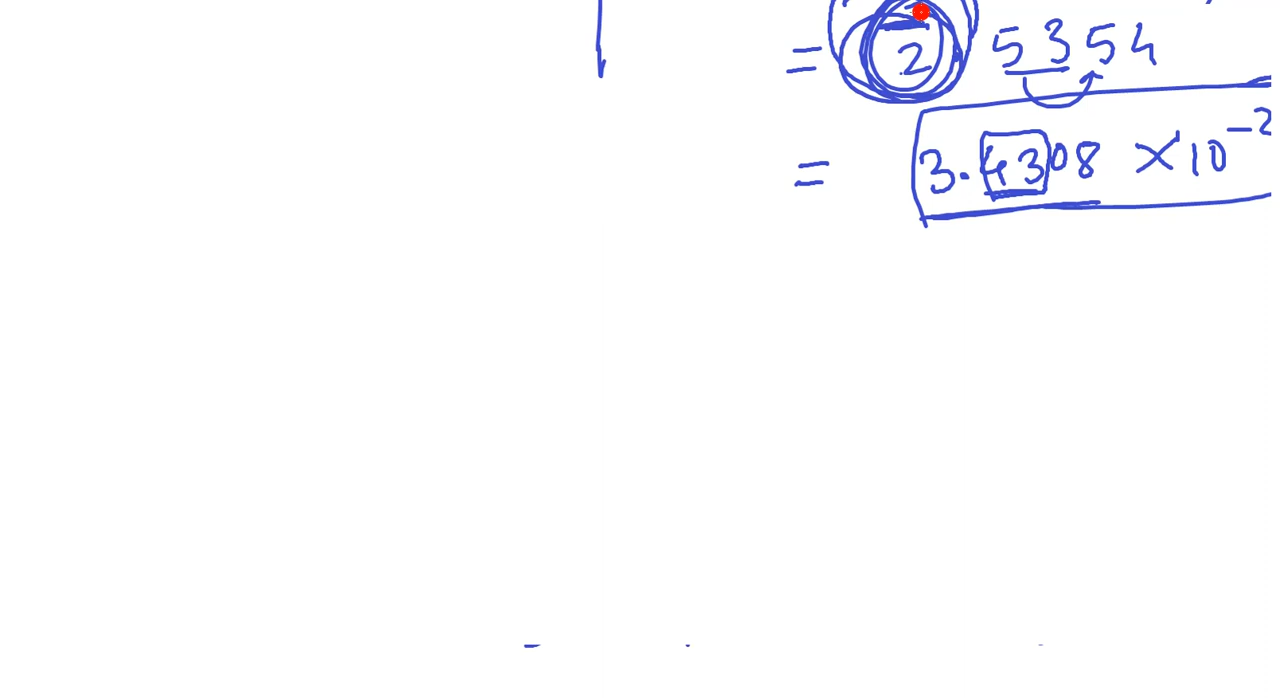 = 2̅ 5354
= 3.4308 × 10⁻²